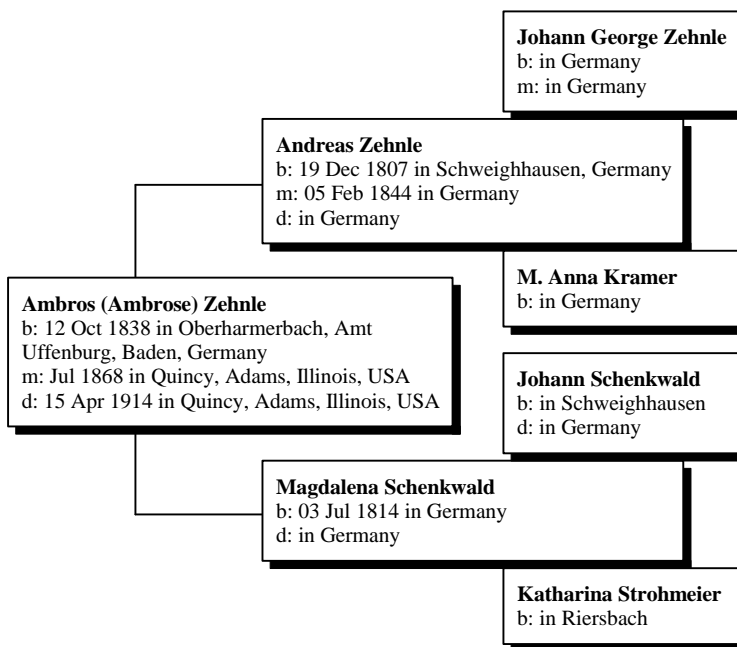 Johann George Zehnle
b: in Germany
m: in Germany
Andreas Zehnle
b: 19 Dec 1807 in Schweighhausen, Germany
m: 05 Feb 1844 in Germany
d: in Germany
M. Anna Kramer
b: in Germany
Ambros (Ambrose) Zehnle
b: 12 Oct 1838 in Oberharmerbach, Amt
Uffenburg, Baden, Germany
m: Jul 1868 in Quincy, Adams, Illinois, USA
d: 15 Apr 1914 in Quincy, Adams, Illinois, USA
Johann Schenkwald
b: in Schweighhausen
d: in Germany
Magdalena Schenkwald
b: 03 Jul 1814 in Germany
d: in Germany
Katharina Strohmeier
b: in Riersbach